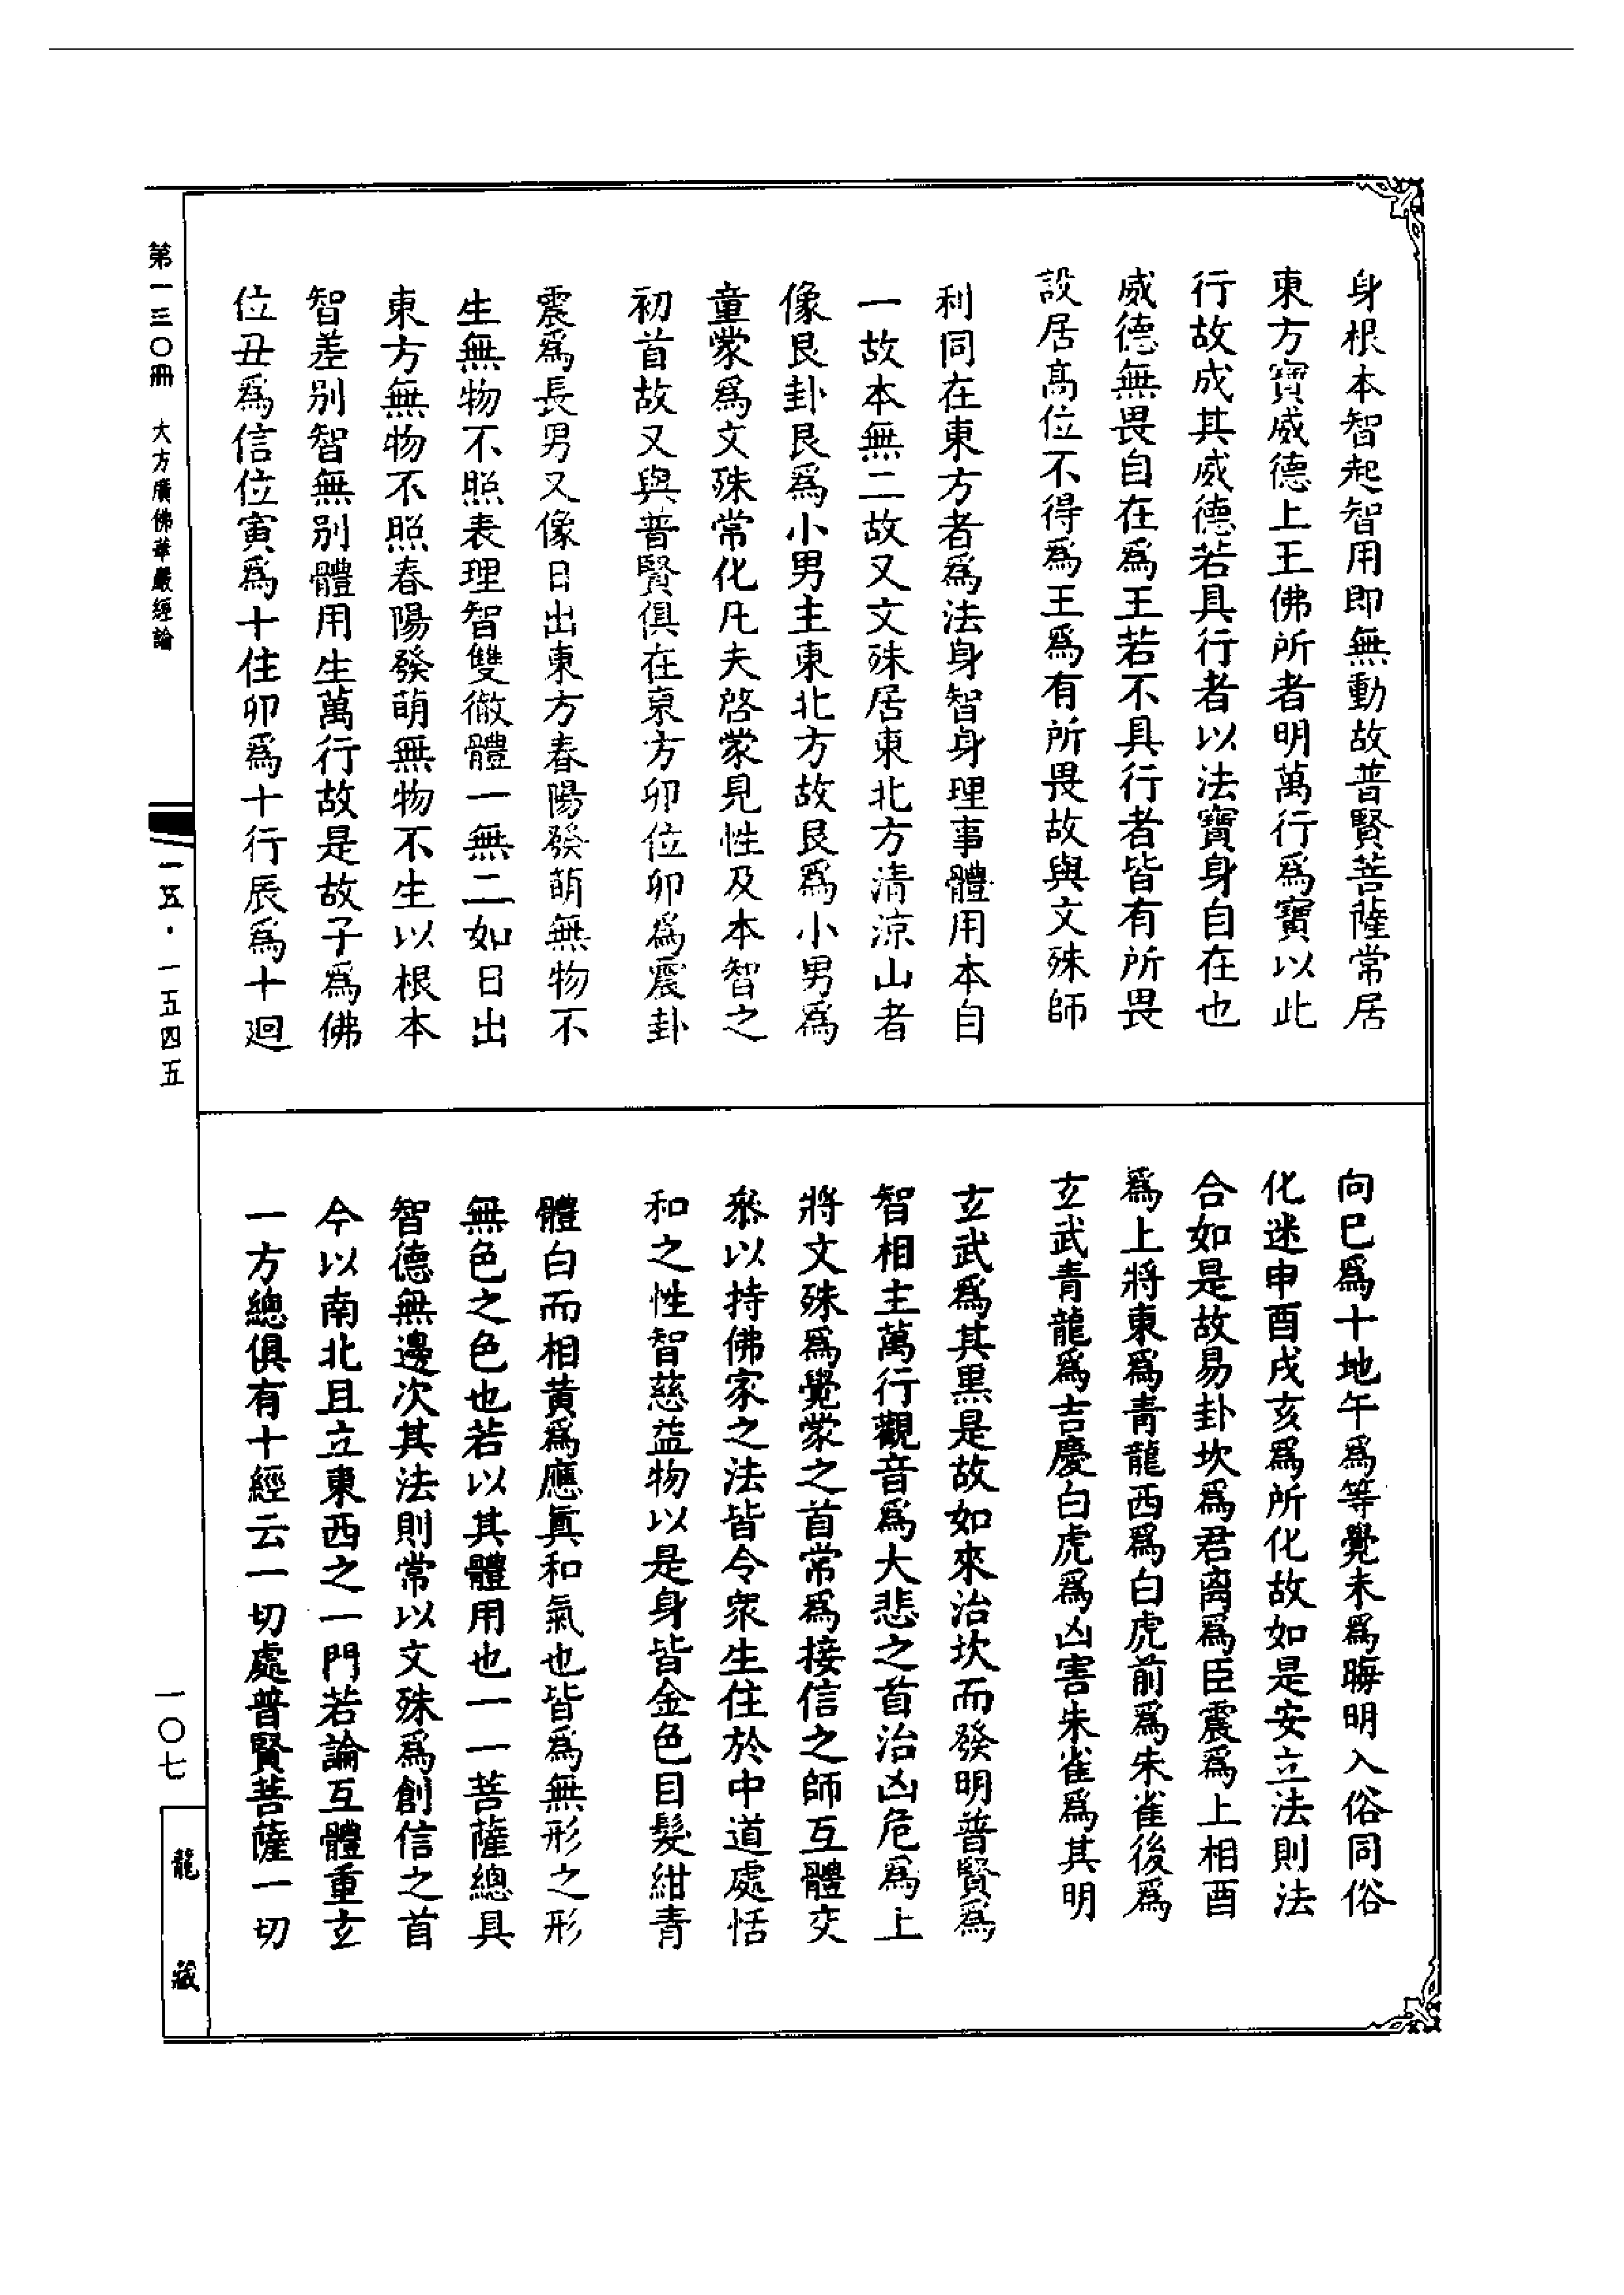 身根本智起智用即無動故普賢菩薩常居
東方寶威德上王佛所者明萬行爲寶以此
行故成其威德若具行者以法寶身自在也
威德無畏自在爲王若不具行者皆有所畏
設居高位不得爲王爲有所畏故與文殊師
利同在東方者爲法身智身理事體用本自
一故本無二故又文殊居東北方清涼山者
像艮卦艮爲小男主東北方故艮爲小男爲
童蒙爲文殊常化凡夫啓蒙見性及本智之
初首故又與普賢俱在東方卯位卯爲震卦
震爲長男又像日出東方春陽發萌無物不
生無物不照表理智雙徹體一無二如日出
東方無物不照春陽發萌無物不生以根本
智差别智無别體用生萬行故是故子爲佛
位丑爲信位寅爲十住卯爲十行辰爲十迴
向巳爲十地午爲等覺未爲晦明入俗同俗
化迷申酉戌亥爲所化故如是安立法則法
合如是故易卦坎爲君离爲臣震爲上相酉
爲上將東爲青龍西爲白虎前爲朱雀後爲
玄武青龍爲吉慶白虎爲凶害朱雀爲其明
玄武爲其黑是故如來治坎而發明普賢爲
智相主萬行觀音爲大悲之首治凶危爲上
將文殊爲覺蒙之首常爲接信之師互體交
叅以持佛家之法皆令衆生住於中道處恬
和之性智慈益物以是身皆金色目髮紺青
體白而相黃爲應眞和氣也皆爲無形之形
無色之色也若以其體用也一一菩薩總具
智德無邊次其法則常以文殊爲創信之首
今以南北且立東西之一門若論互體重玄
一方總俱有十經云一切處普賢菩薩一切
第一三〇冊　大方廣佛華嚴經論
一五·一五四五
一〇七
龍藏